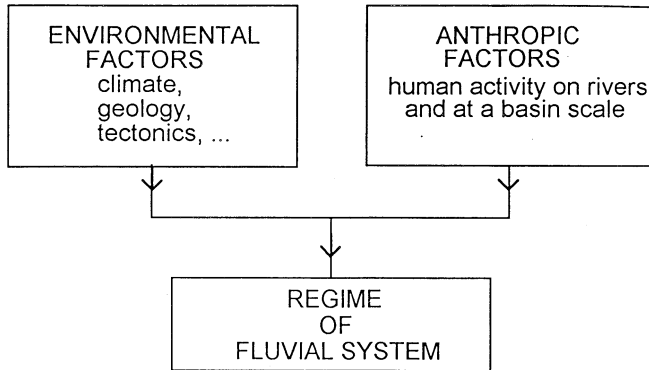 ENVIRONMENTAL
FACTORS
climate,
geology,
tectonics, ...
ANTHROPIC
FACTORS
human activity on rivers
and at a basin scale
REGIME
OF
FLUVIAL SYSTEM